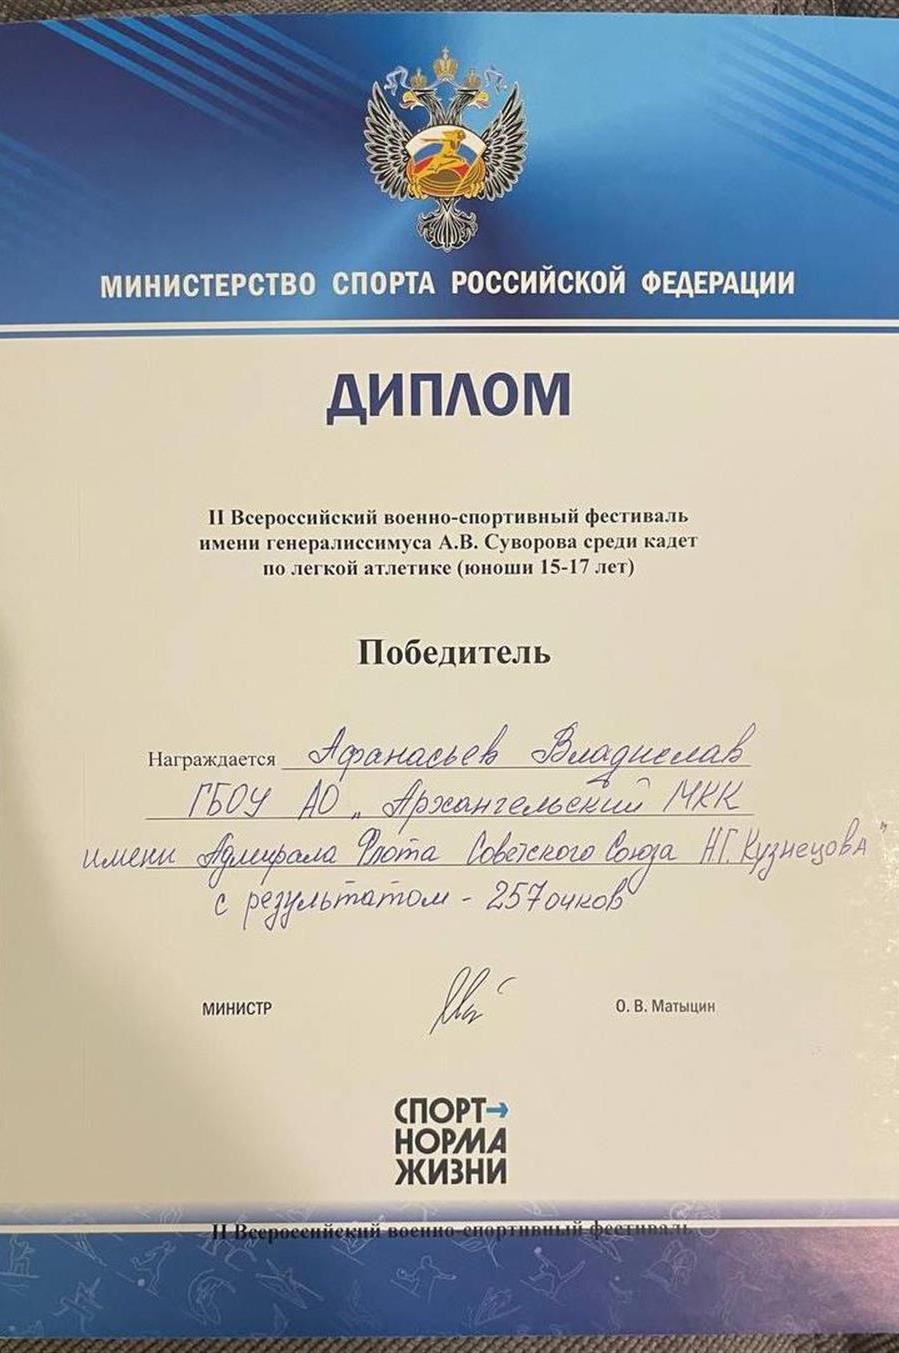 МИНИСТЕРСТВО СПОРТА РОССИЙСКОЙ ФЕДЕРАЦИИ
ДИПЛОМ
II Всероссийский военно-спортивный фестиваль
имени генералиссимуса А.В. Суворова среди кадет
по легкой атлетике (юноши 15-17 лет)
Победитель
Награждается Афанасьев Владислав
ГБОУ АО „Архангельский МКК
имени Адмирала Флота Советского Союза Н.Г. Кузнецова"
с результатом - 257 очков
МИНИСТР О. В. Матыцин
СПОРТ→
НОРМА
ЖИЗНИ
II Всероссийский военно-спортивный фестиваль